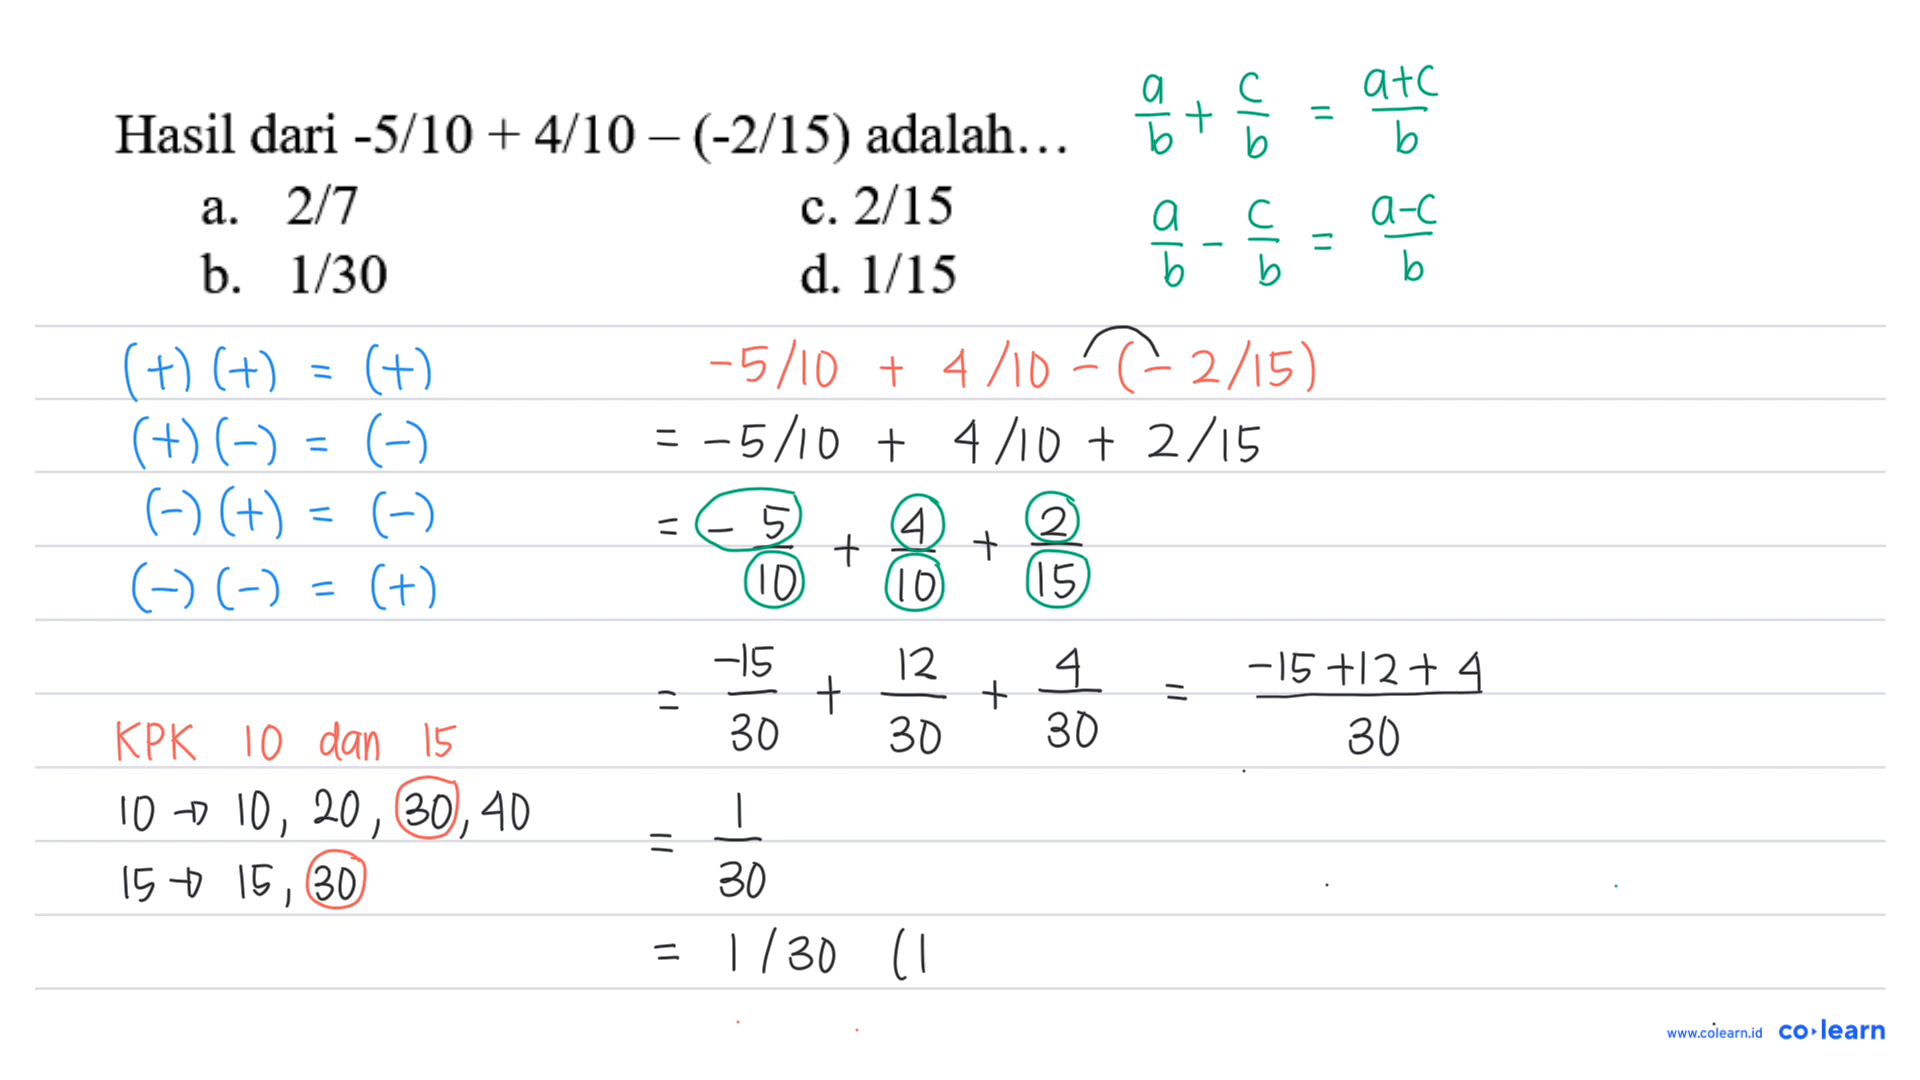 Hasil dari -5/10 + 4/10 – (-2/15) adalah...
a. 2/7
b. 1/30
c. 2/15
d. 1/15
a/b + c/b = a+c/b
a/b - c/b = a-c/b
(+) (+) = (+)
(+) (-) = (-)
(-) (+) = (-)
(-) (-) = (+)
KPK 10 dan 15
10 → 10, 20, 30, 40
15 → 15, 30
-5/10 + 4/10 - (-2/15)
= -5/10 + 4/10 + 2/15
= -5/10 + 4/10 + 2/15
= -15/30 + 12/30 + 4/30 = -15+12+4/30
= 1/30
= 1/30 (1
www.colearn.id co learn